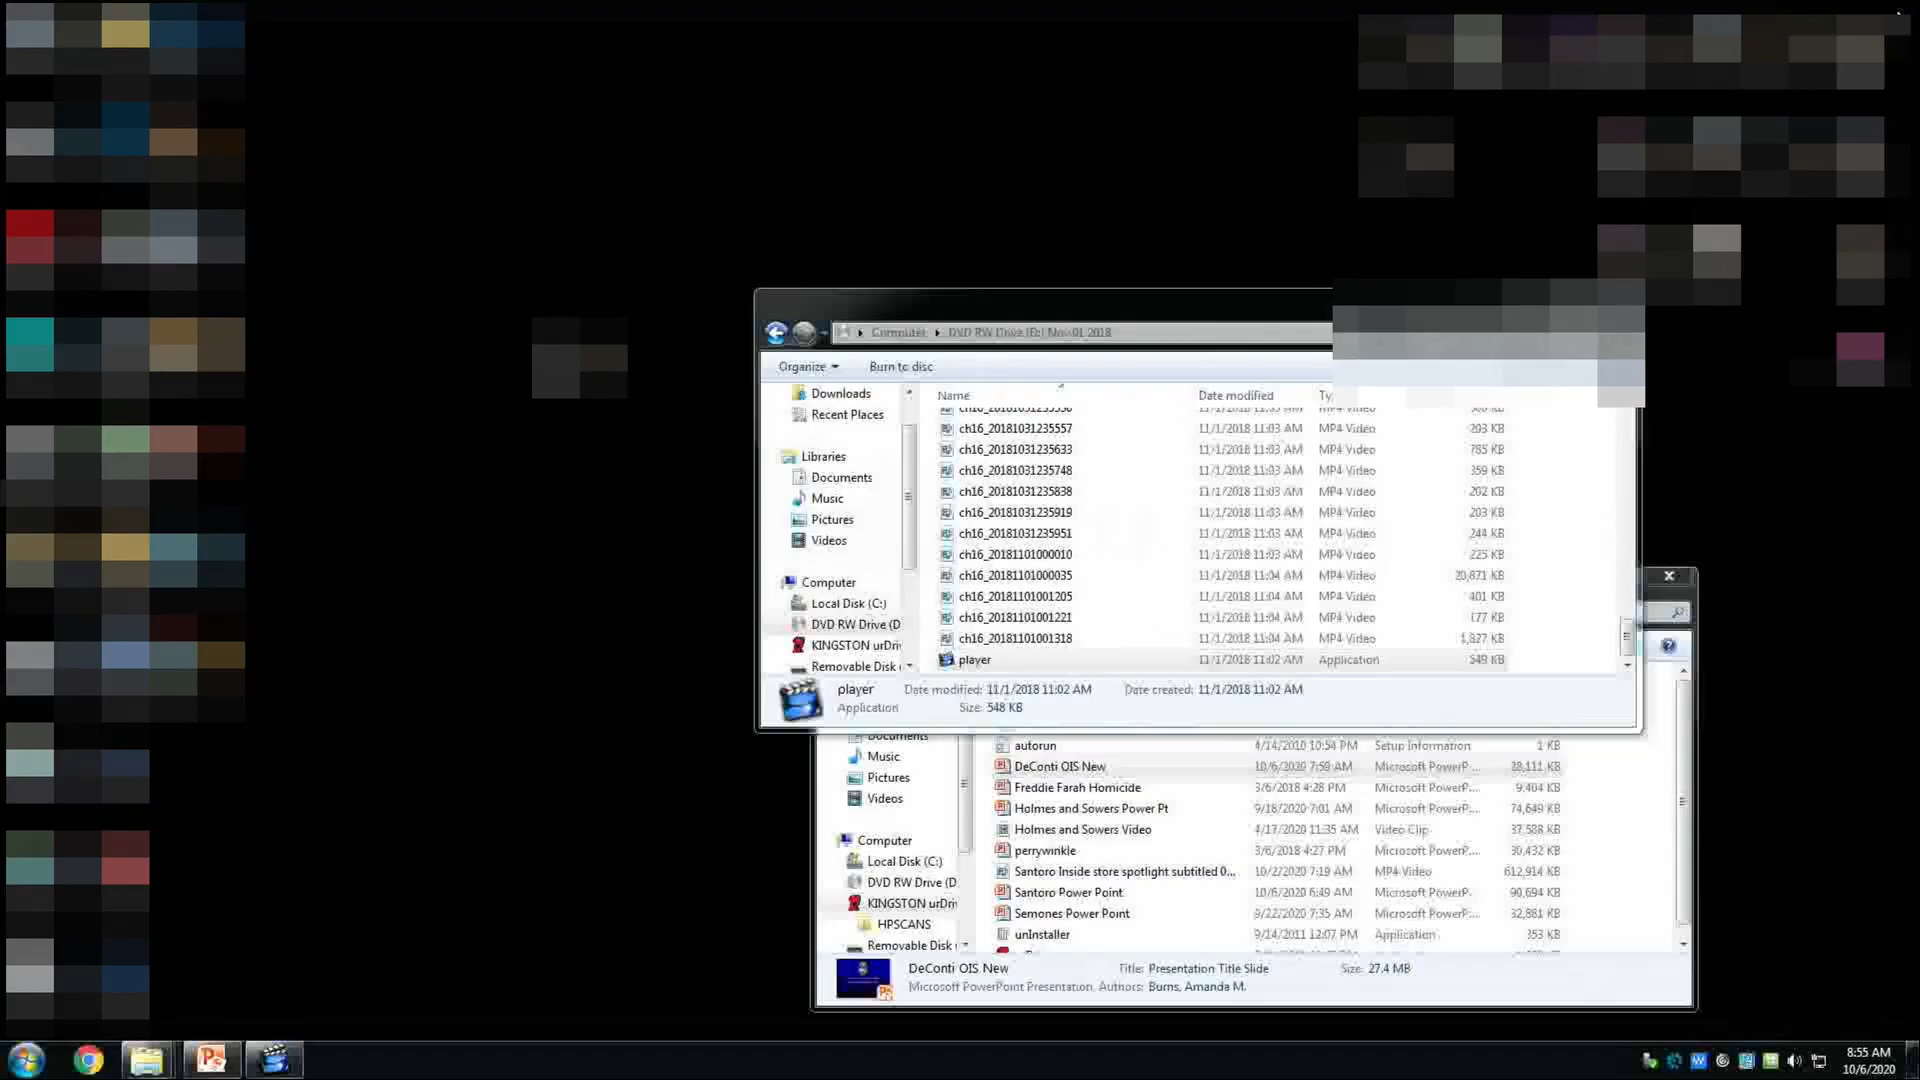 Computer ▸ DVD RW Drive (E:) Nov 01 2018
Organize Burn to disc
Name Date modified
Downloads
Recent Places
Libraries
Documents
Music
Pictures
Videos
Computer
Local Disk (C:)
DVD RW Drive (D
KINGSTON urDriv
Removable Disk
ch16_20181031235557 11/1/2018 11:03 AM MP4 Video 203 KB
ch16_20181031235633 11/1/2018 11:03 AM MP4 Video 785 KB
ch16_20181031235748 11/1/2018 11:03 AM MP4 Video 359 KB
ch16_20181031235838 11/1/2018 11:03 AM MP4 Video 202 KB
ch16_20181031235919 11/1/2018 11:03 AM MP4 Video 203 KB
ch16_20181031235951 11/1/2018 11:03 AM MP4 Video 244 KB
ch16_20181101000010 11/1/2018 11:03 AM MP4 Video 225 KB
ch16_20181101000035 11/1/2018 11:04 AM MP4 Video 20,871 KB
ch16_20181101001205 11/1/2018 11:04 AM MP4 Video 401 KB
ch16_20181101001221 11/1/2018 11:04 AM MP4 Video 177 KB
ch16_20181101001318 11/1/2018 11:04 AM MP4 Video 1,827 KB
player 11/1/2018 11:02 AM Application 549 KB
player Date modified: 11/1/2018 11:02 AM Date created: 11/1/2018 11:02 AM
Application Size: 548 KB
Documents
Music
Pictures
Videos
Computer
Local Disk (C:)
DVD RW Drive (D
KINGSTON urDriv
HPSCANS
Removable Disk
autorun 4/14/2010 10:54 PM Setup Information 1 KB
DeConti OIS New 10/6/2020 7:59 AM Microsoft PowerP... 28,111 KB
Freddie Farah Homicide 3/6/2018 4:28 PM Microsoft PowerP... 9,404 KB
Holmes and Sowers Power Pt 9/18/2020 7:01 AM Microsoft PowerP... 74,649 KB
Holmes and Sowers Video 4/17/2020 11:35 AM Video Clip 37,588 KB
perrywinkle 3/6/2018 4:27 PM Microsoft PowerP... 30,432 KB
Santoro Inside store spotlight subtitled 0... 10/2/2020 7:19 AM MP4 Video 612,914 KB
Santoro Power Point 10/6/2020 6:49 AM Microsoft PowerP... 90,694 KB
Semones Power Point 9/22/2020 7:35 AM Microsoft PowerP... 32,881 KB
unInstaller 9/14/2011 12:07 PM Application 353 KB
DeConti OIS New Title: Presentation Title Slide Size: 27.4 MB
Microsoft PowerPoint Presentation Authors: Burns, Amanda M.
8:55 AM
10/6/2020